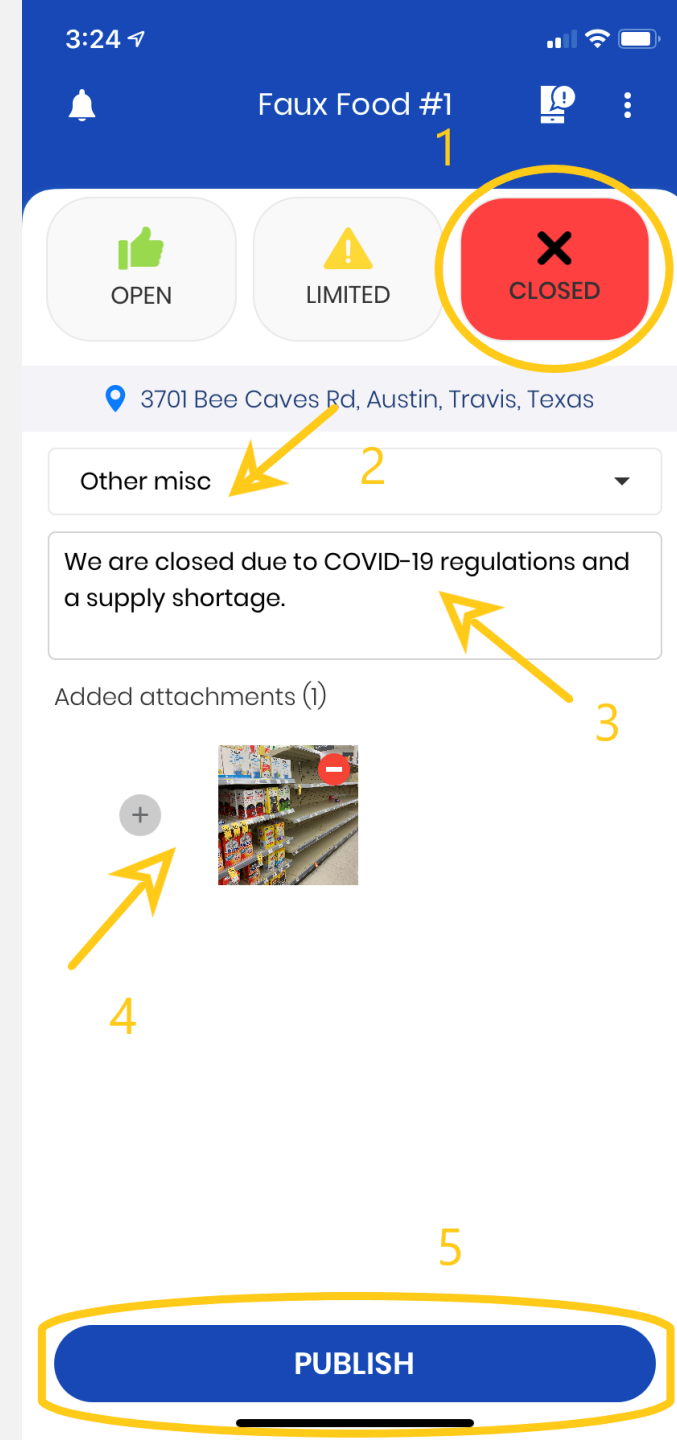 3:24
Faux Food #1
1
OPEN
LIMITED
CLOSED
3701 Bee Caves Rd, Austin, Travis, Texas
Other misc
2
We are closed due to COVID-19 regulations and
a supply shortage.
3
Added attachments (1)
4
5
PUBLISH